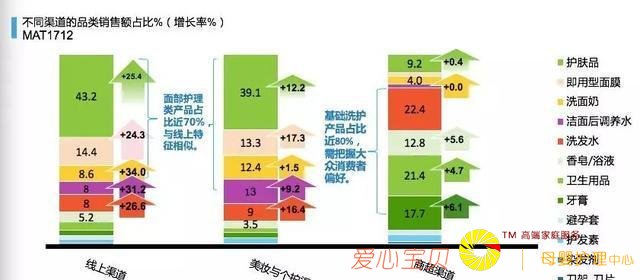 不同渠道的品类销售额占比%（增长率%）
MAT1712
43.2
+25.4
14.4
+24.3
8.6
+34.0
8
+31.2
8
+26.6
5.2
线上渠道
面部护理
类产品占
比近70%
与线上特
征相似。
39.1
+12.2
13.3
+17.3
12.4
+1.5
13
+9.2
9
+16.4
3.5
美妆与个护
基础洗护
产品占比
近80%，
需把握大
众消费者
偏好。
9.2
+0.4
4.0
+0.0
22.4
12.8
+5.6
21.4
+4.7
17.7
+6.1
商超渠道
护肤品
即用型面膜
洗面奶
洁面后调养水
洗发水
香皂/浴液
卫生用品
牙膏
避孕套
护发素
染发剂
TM 高端家庭服务
爱心宝贝
母婴护理中心